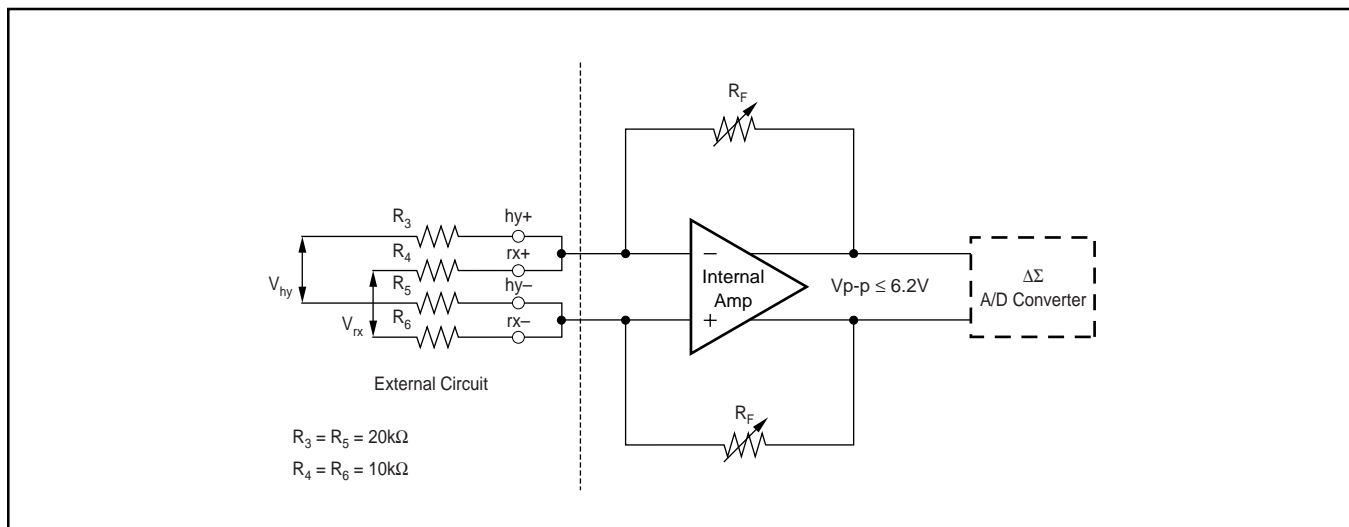 R_F
R_3
hy+
R_4
rx+
V_hy
R_5
hy–
V_rx
R_6
rx–
External Circuit
R_3 = R_5 = 20kΩ
R_4 = R_6 = 10kΩ
–
Internal
Amp
+
Vp-p ≤ 6.2V
ΔΣ
A/D Converter
R_F